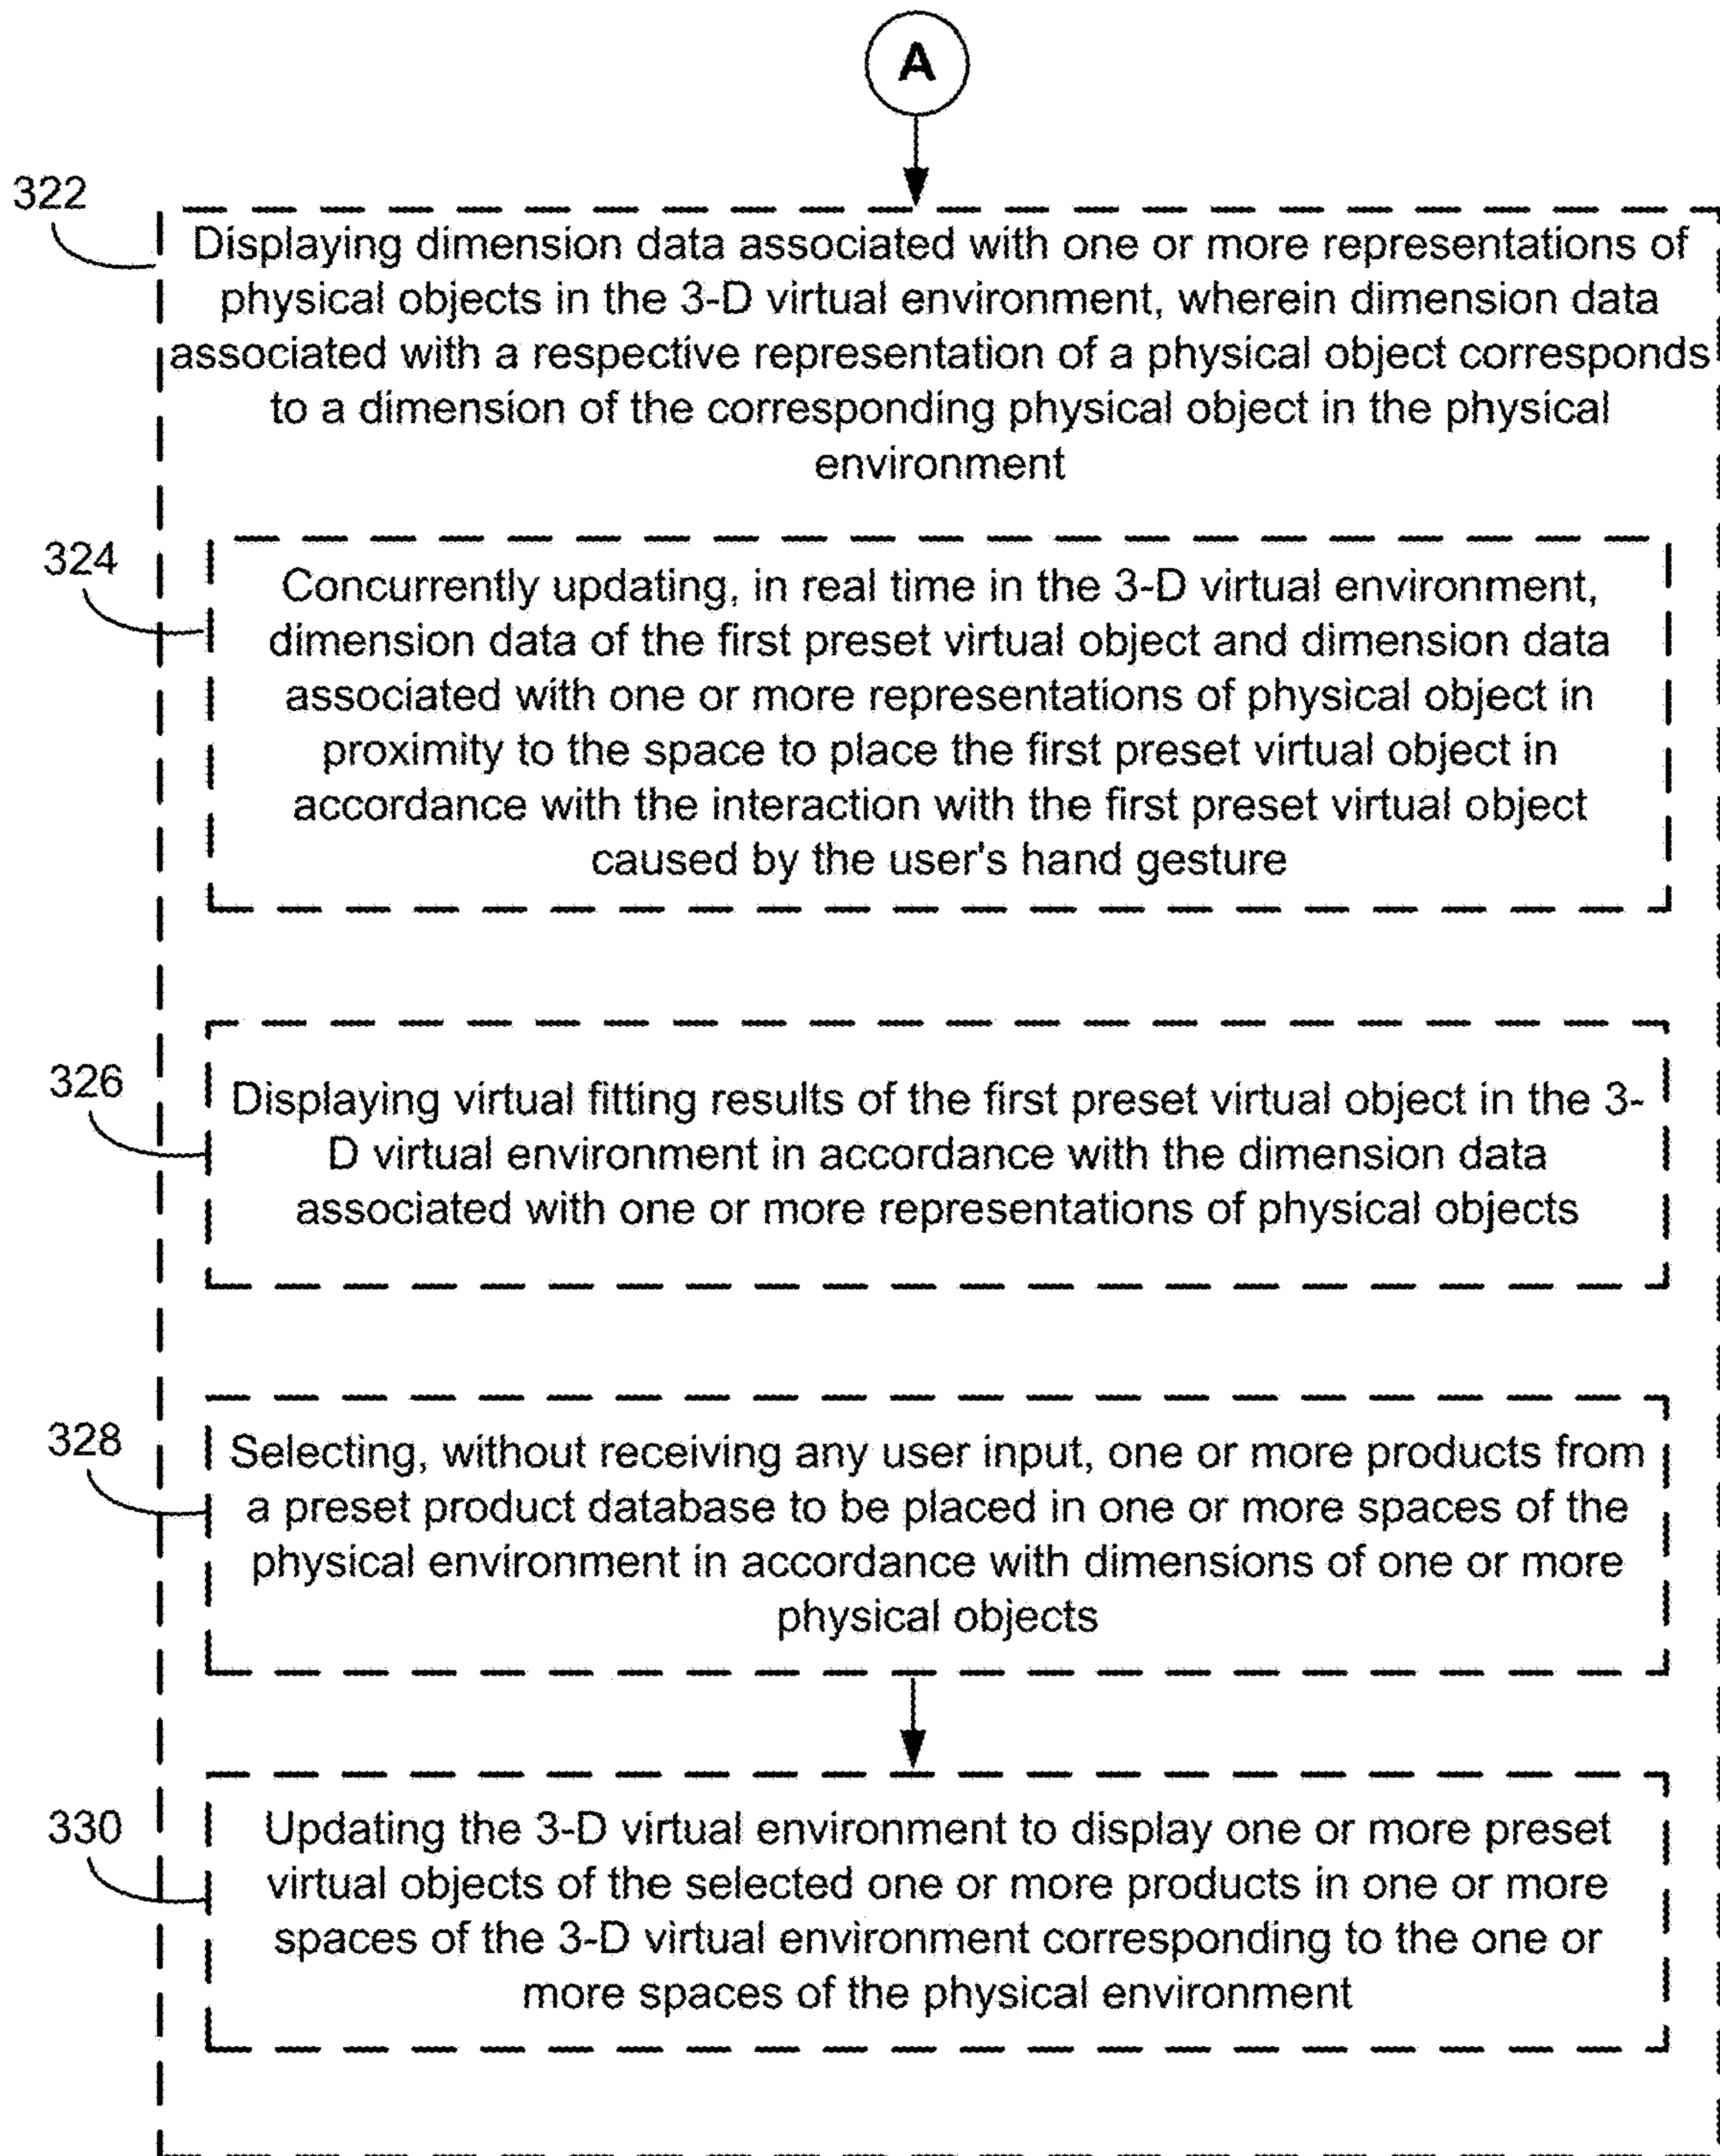 A
322
Displaying dimension data associated with one or more representations of
physical objects in the 3-D virtual environment, wherein dimension data
associated with a respective representation of a physical object corresponds
to a dimension of the corresponding physical object in the physical
environment
324
Concurrently updating, in real time in the 3-D virtual environment,
dimension data of the first preset virtual object and dimension data
associated with one or more representations of physical object in
proximity to the space to place the first preset virtual object in
accordance with the interaction with the first preset virtual object
caused by the user's hand gesture
326
Displaying virtual fitting results of the first preset virtual object in the 3-
D virtual environment in accordance with the dimension data
associated with one or more representations of physical objects
328
Selecting, without receiving any user input, one or more products from
a preset product database to be placed in one or more spaces of the
physical environment in accordance with dimensions of one or more
physical objects
330
Updating the 3-D virtual environment to display one or more preset
virtual objects of the selected one or more products in one or more
spaces of the 3-D virtual environment corresponding to the one or
more spaces of the physical environment